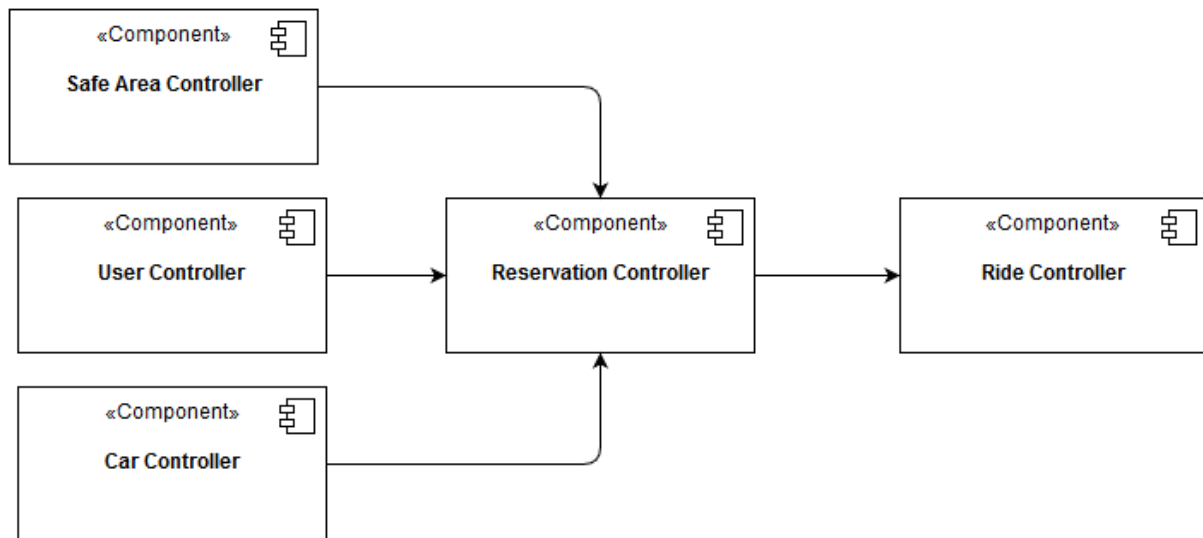 «Component»
Safe Area Controller
«Component»
User Controller
«Component»
Reservation Controller
«Component»
Ride Controller
«Component»
Car Controller